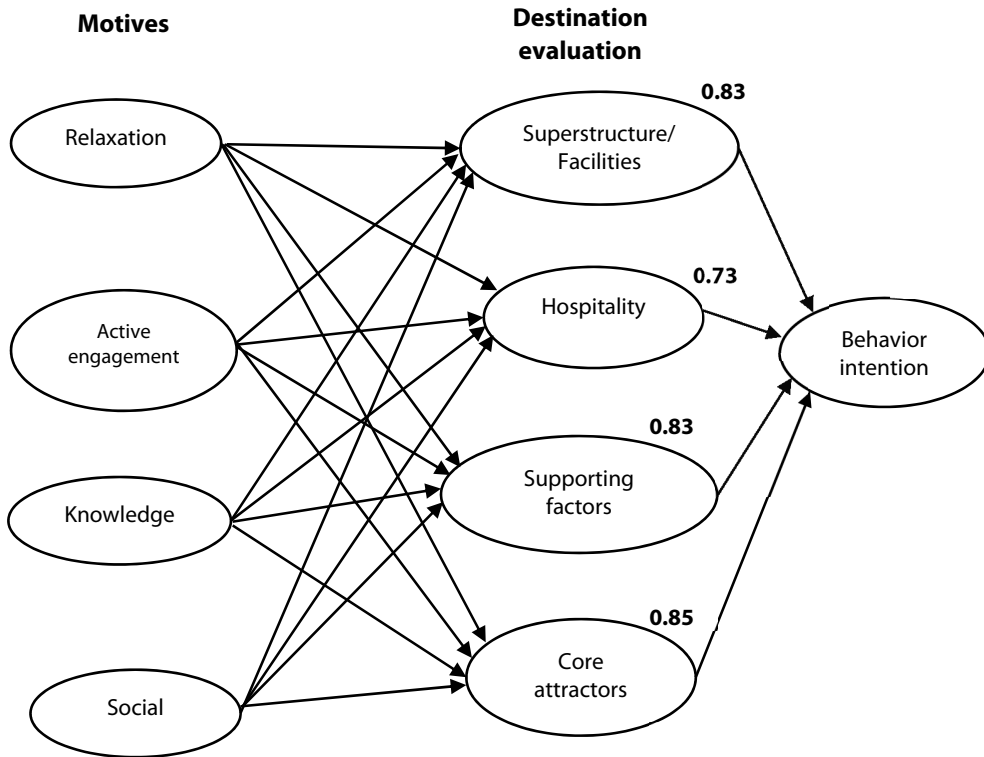 Motives
Destination
evaluation
0.83
Relaxation
Superstructure/
Facilities
0.73
Active
engagement
Hospitality
Behavior
intention
0.83
Knowledge
Supporting
factors
0.85
Social
Core
attractors